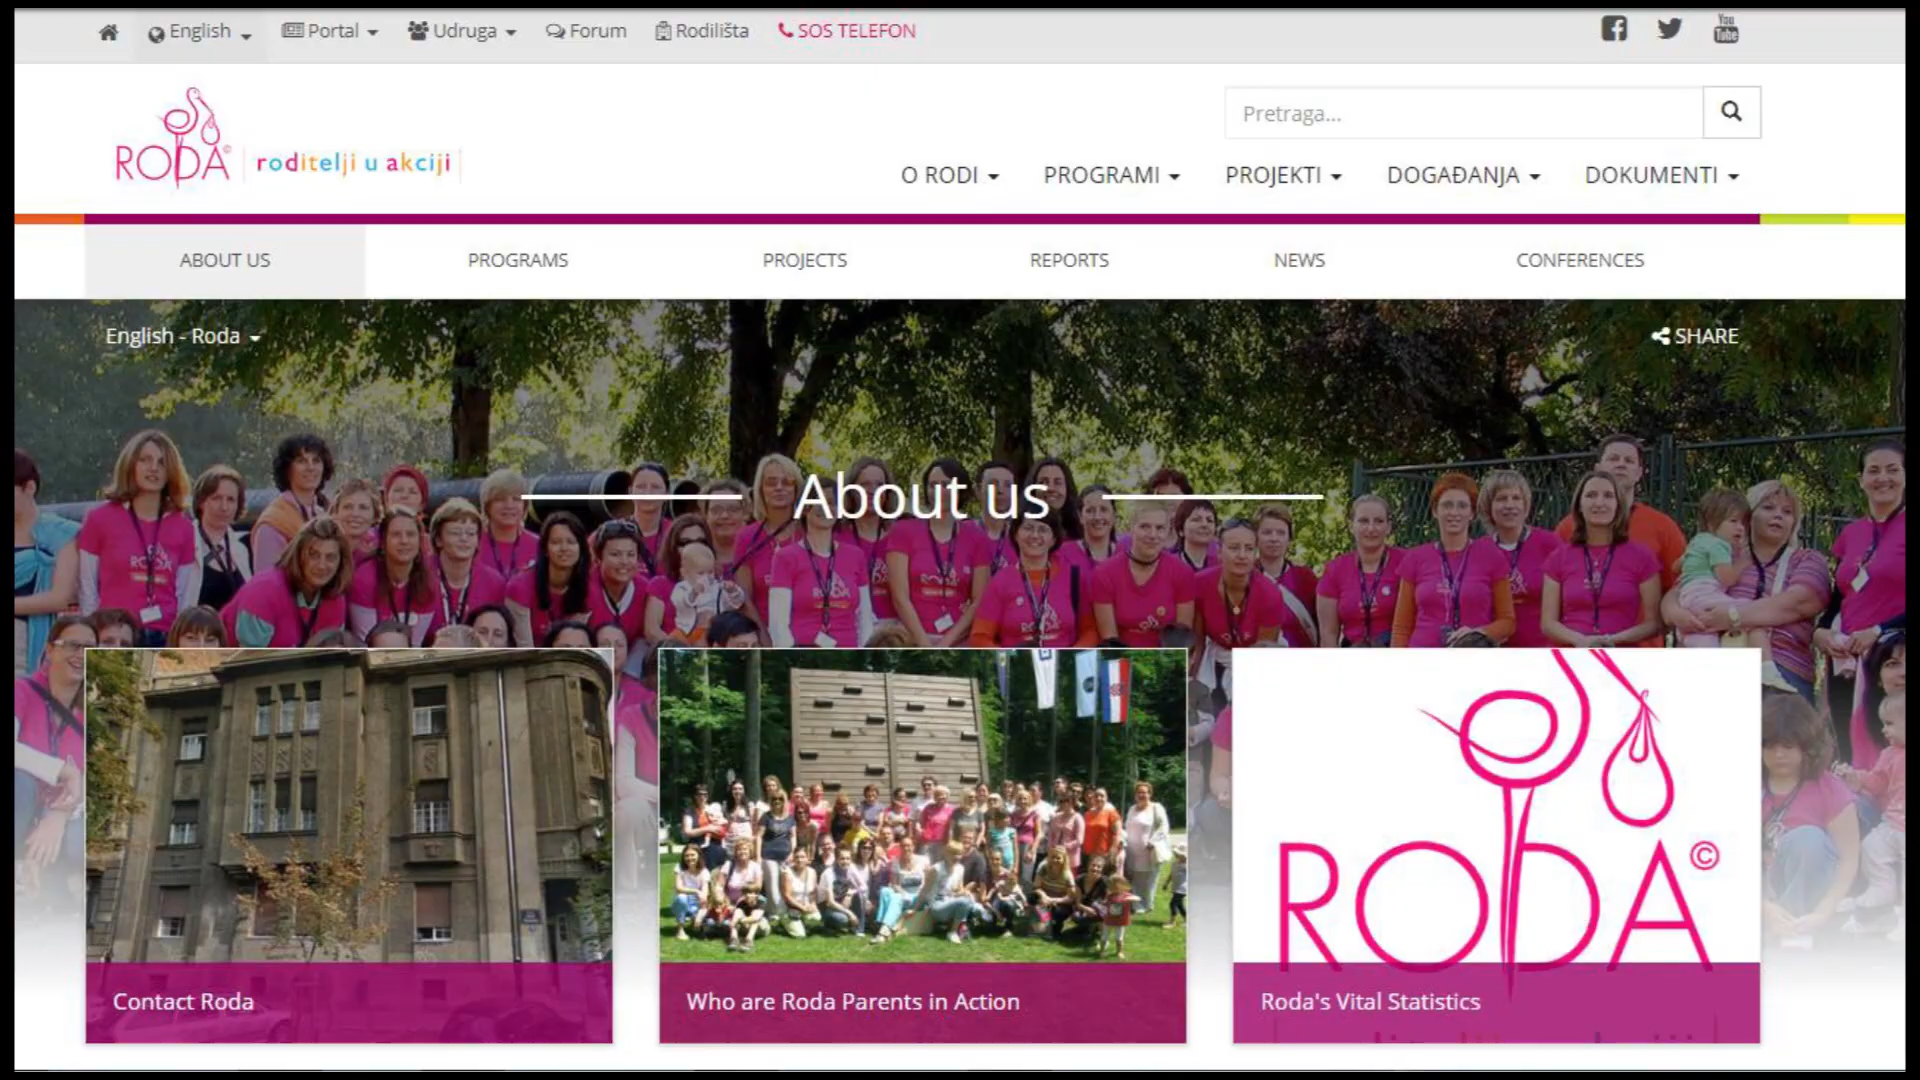 English Portal Udruga Forum Rodilišta SOS TELEFON
You Tube
Pretraga...
RODA© roditelji u akciji
O RODI PROGRAMI PROJEKTI DOGAĐANJA DOKUMENTI
ABOUT US PROGRAMS PROJECTS REPORTS NEWS CONFERENCES
English - Roda SHARE
About us
RODA©
Contact Roda
Who are Roda Parents in Action
Roda's Vital Statistics